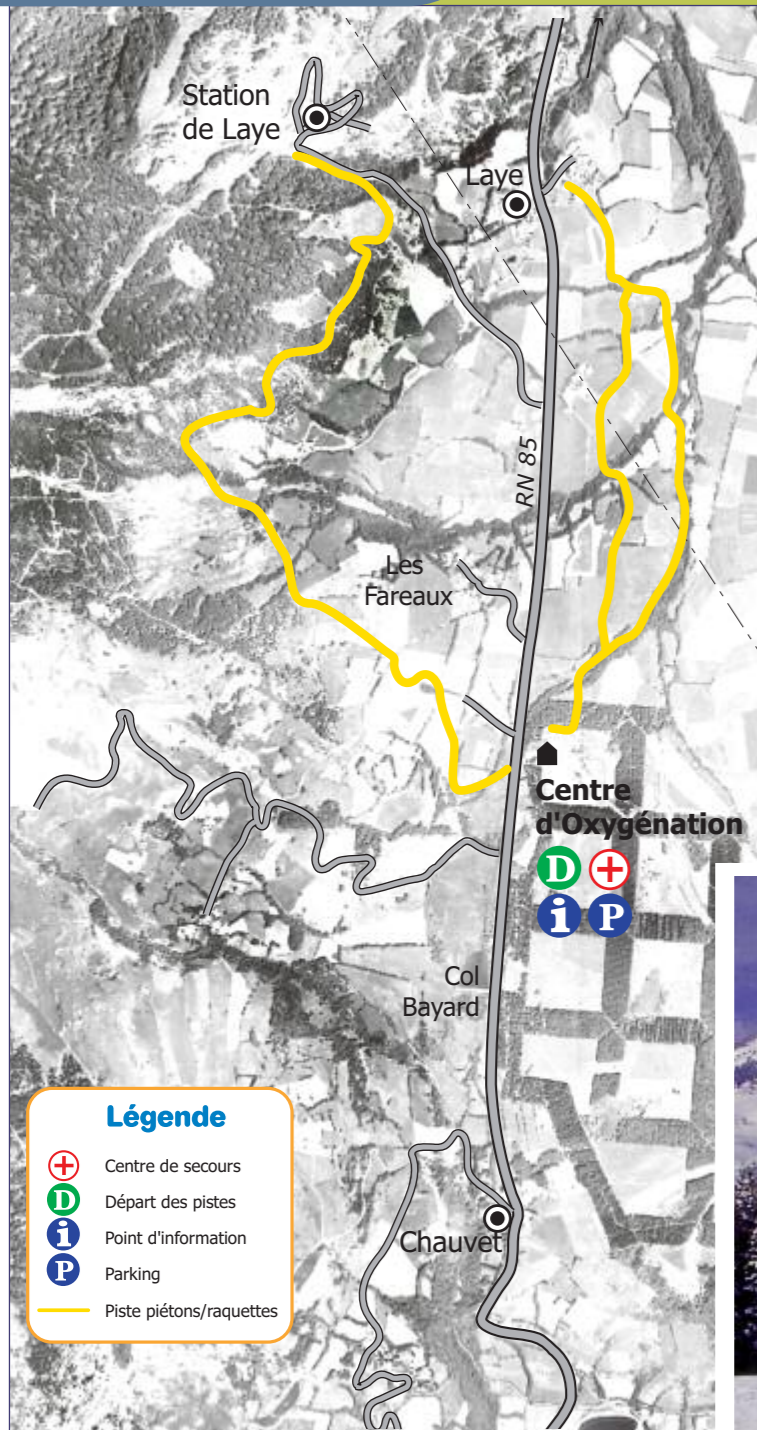 Station
de Laye
Laye
RN 85
Les
Fareaux
Centre
d'Oxygénation
D
i P
Col
Bayard
Légende
Centre de secours
D Départ des pistes
i Point d'information
P Parking
Piste piétons/raquettes
Chauvet